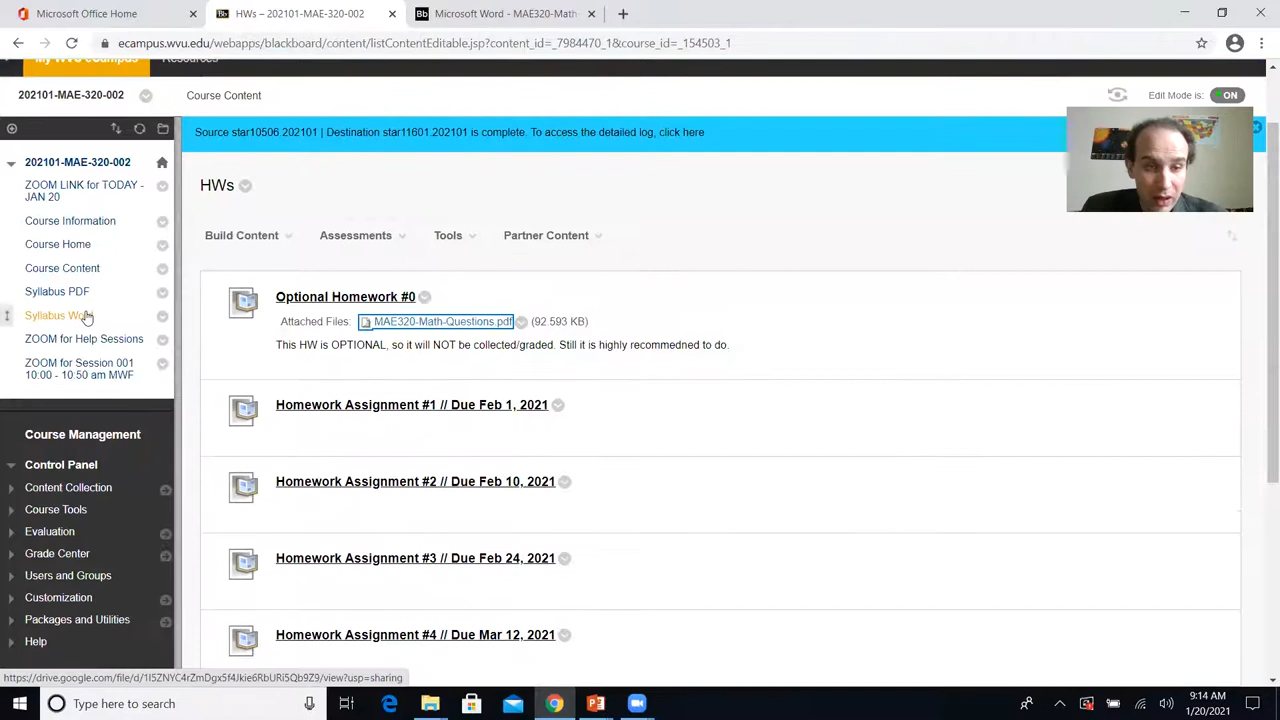 Microsoft Office Home
HWs – 202101-MAE-320-002
Microsoft Word - MAE320-Math-
ecampus.wvu.edu/webapps/blackboard/content/listContentEditable.jsp?content_id=_7984470_1&course_id=_154503_1
My WVU eCampus
Resources
202101-MAE-320-002
Course Content
Edit Mode is:
ON
Source star10506 202101 | Destination star11601.202101 is complete. To access the detailed log, click here
202101-MAE-320-002
ZOOM LINK for TODAY -
JAN 20
Course Information
Course Home
Course Content
Syllabus PDF
Syllabus
ZOOM for Help Sessions
ZOOM for Session 001
10:00 - 10:50 am MWF
Course Management
Control Panel
Content Collection
Course Tools
Evaluation
Grade Center
Users and Groups
Customization
Packages and Utilities
Help
HWs
Build Content
Assessments
Tools
Partner Content
Optional Homework #0
Attached Files:
MAE320-Math-Questions.pdf
(92.593 KB)
This HW is OPTIONAL, so it will NOT be collected/graded. Still it is highly recommedned to do.
Homework Assignment #1 // Due Feb 1, 2021
Homework Assignment #2 // Due Feb 10, 2021
Homework Assignment #3 // Due Feb 24, 2021
Homework Assignment #4 // Due Mar 12, 2021
https://drive.google.com/file/d/1I5ZNYC4rZmDgx5f4Jkie6RbURi5Qb9Z9/view?usp=sharing
Type here to search
9:14 AM
1/20/2021